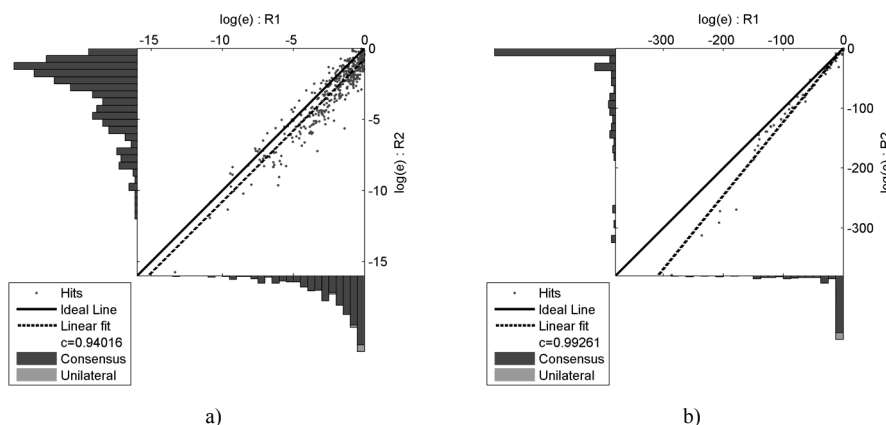 log(e) : R1
-15 -10 -5 0
0
-5
-10
-15
log(e) : R2
Hits
Ideal Line
Linear fit
c=0.94016
Consensus
Unilateral
a)
log(e) : R1
-300 -200 -100 0
0
-100
-200
-300
log(e) : R2
Hits
Ideal Line
Linear fit
c=0.99261
Consensus
Unilateral
b)